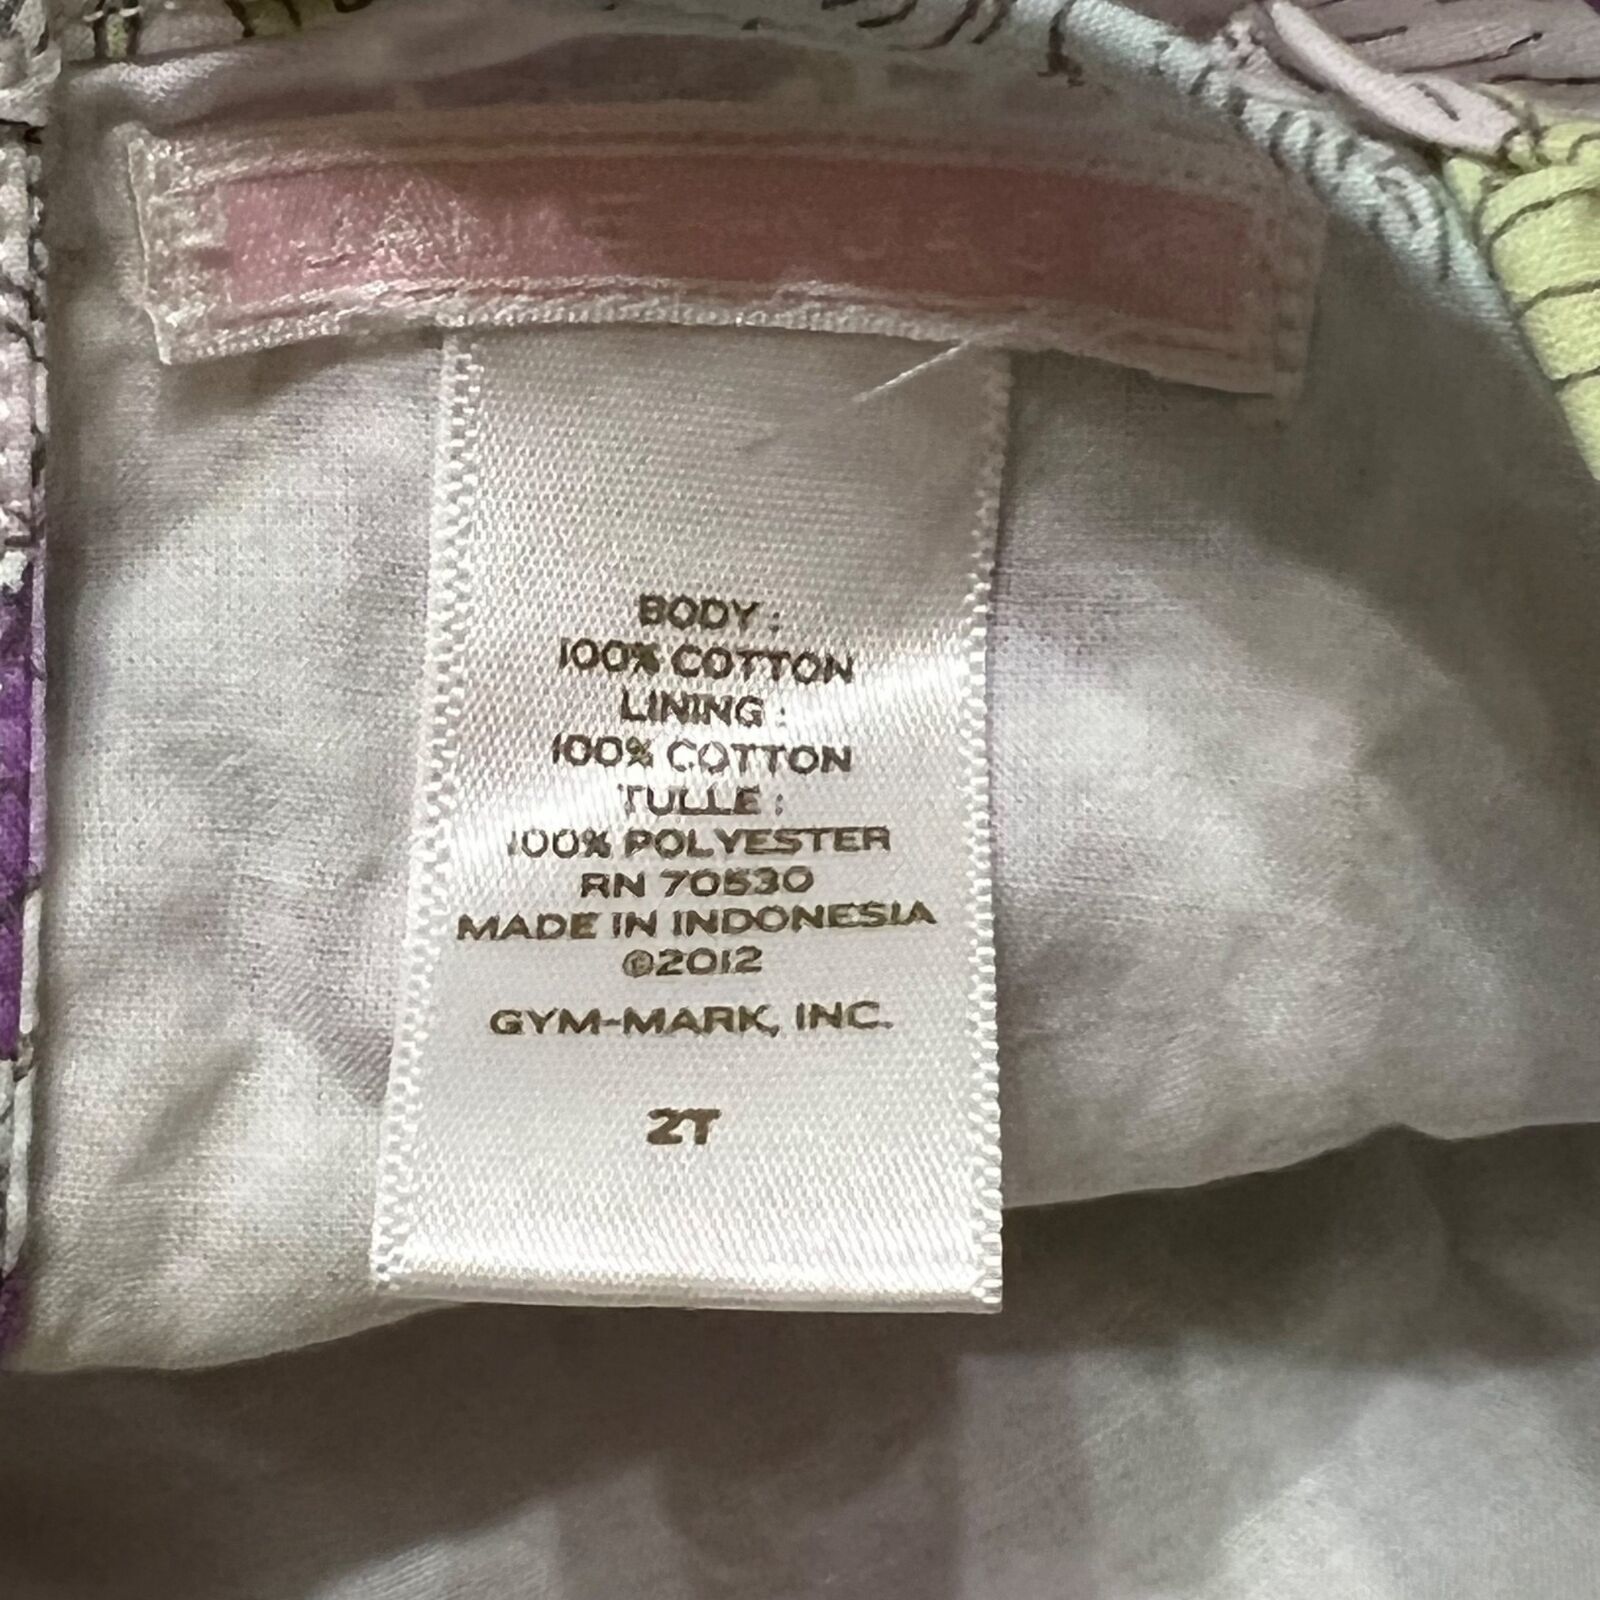 BODY :
100% COTTON
LINING :
100% COTTON
TULLE :
100% POLYESTER
RN 70530
MADE IN INDONESIA
©2012
GYM-MARK, INC.
2T